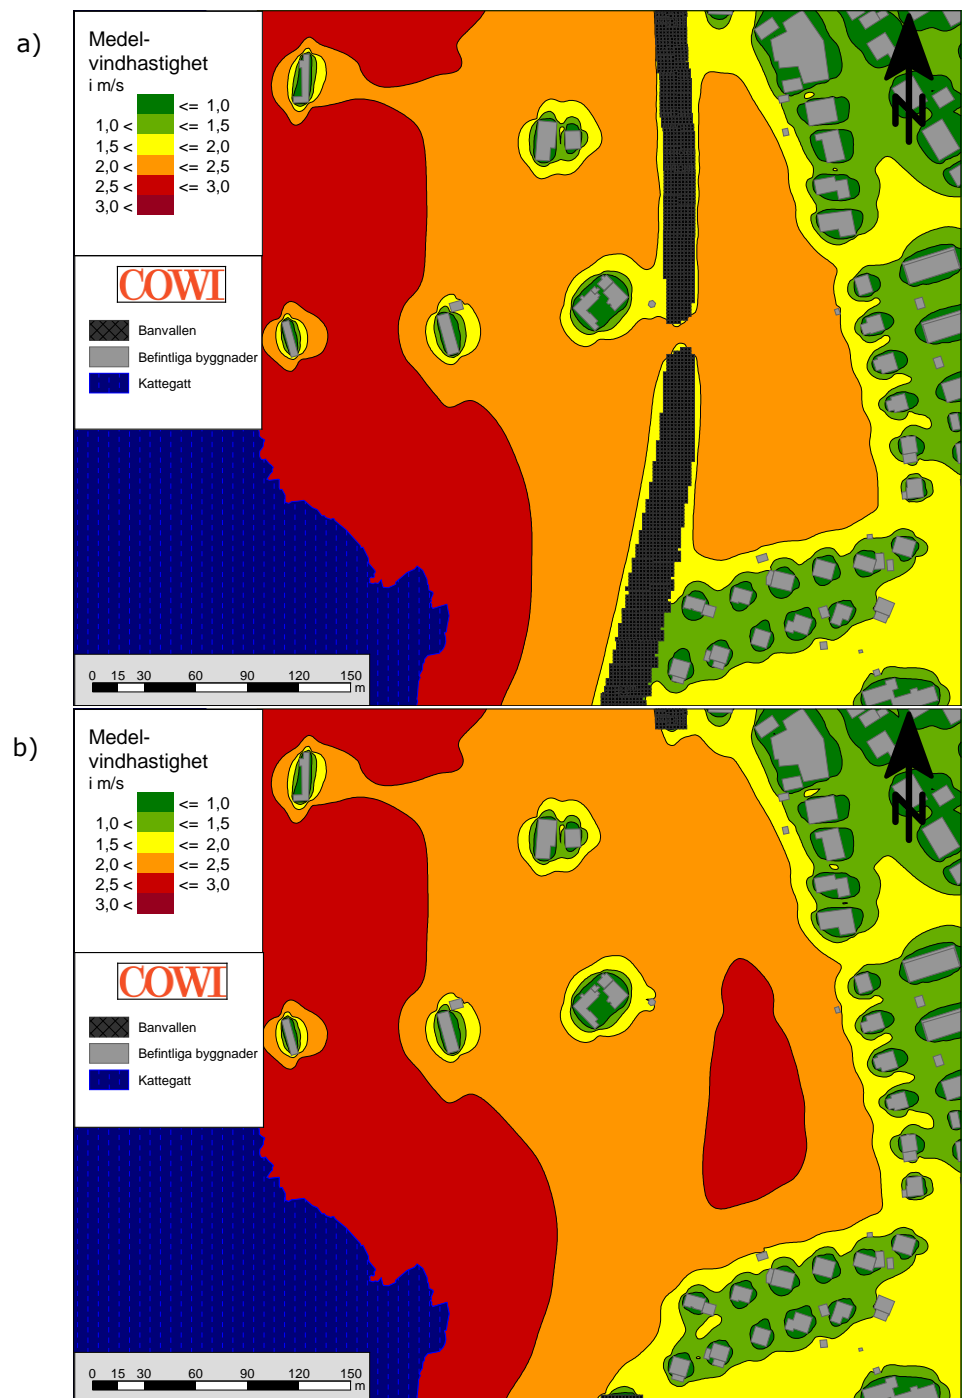 a)
Medel-
vindhastighet
i m/s
<= 1,0
1,0 < <= 1,5
1,5 < <= 2,0
2,0 < <= 2,5
2,5 < <= 3,0
3,0 <
COWI
Banvallen
Befintliga byggnader
Kattegatt
0 15 30 60 90 120 150
m
N
b)
Medel-
vindhastighet
i m/s
<= 1,0
1,0 < <= 1,5
1,5 < <= 2,0
2,0 < <= 2,5
2,5 < <= 3,0
3,0 <
COWI
Banvallen
Befintliga byggnader
Kattegatt
0 15 30 60 90 120 150
m
N